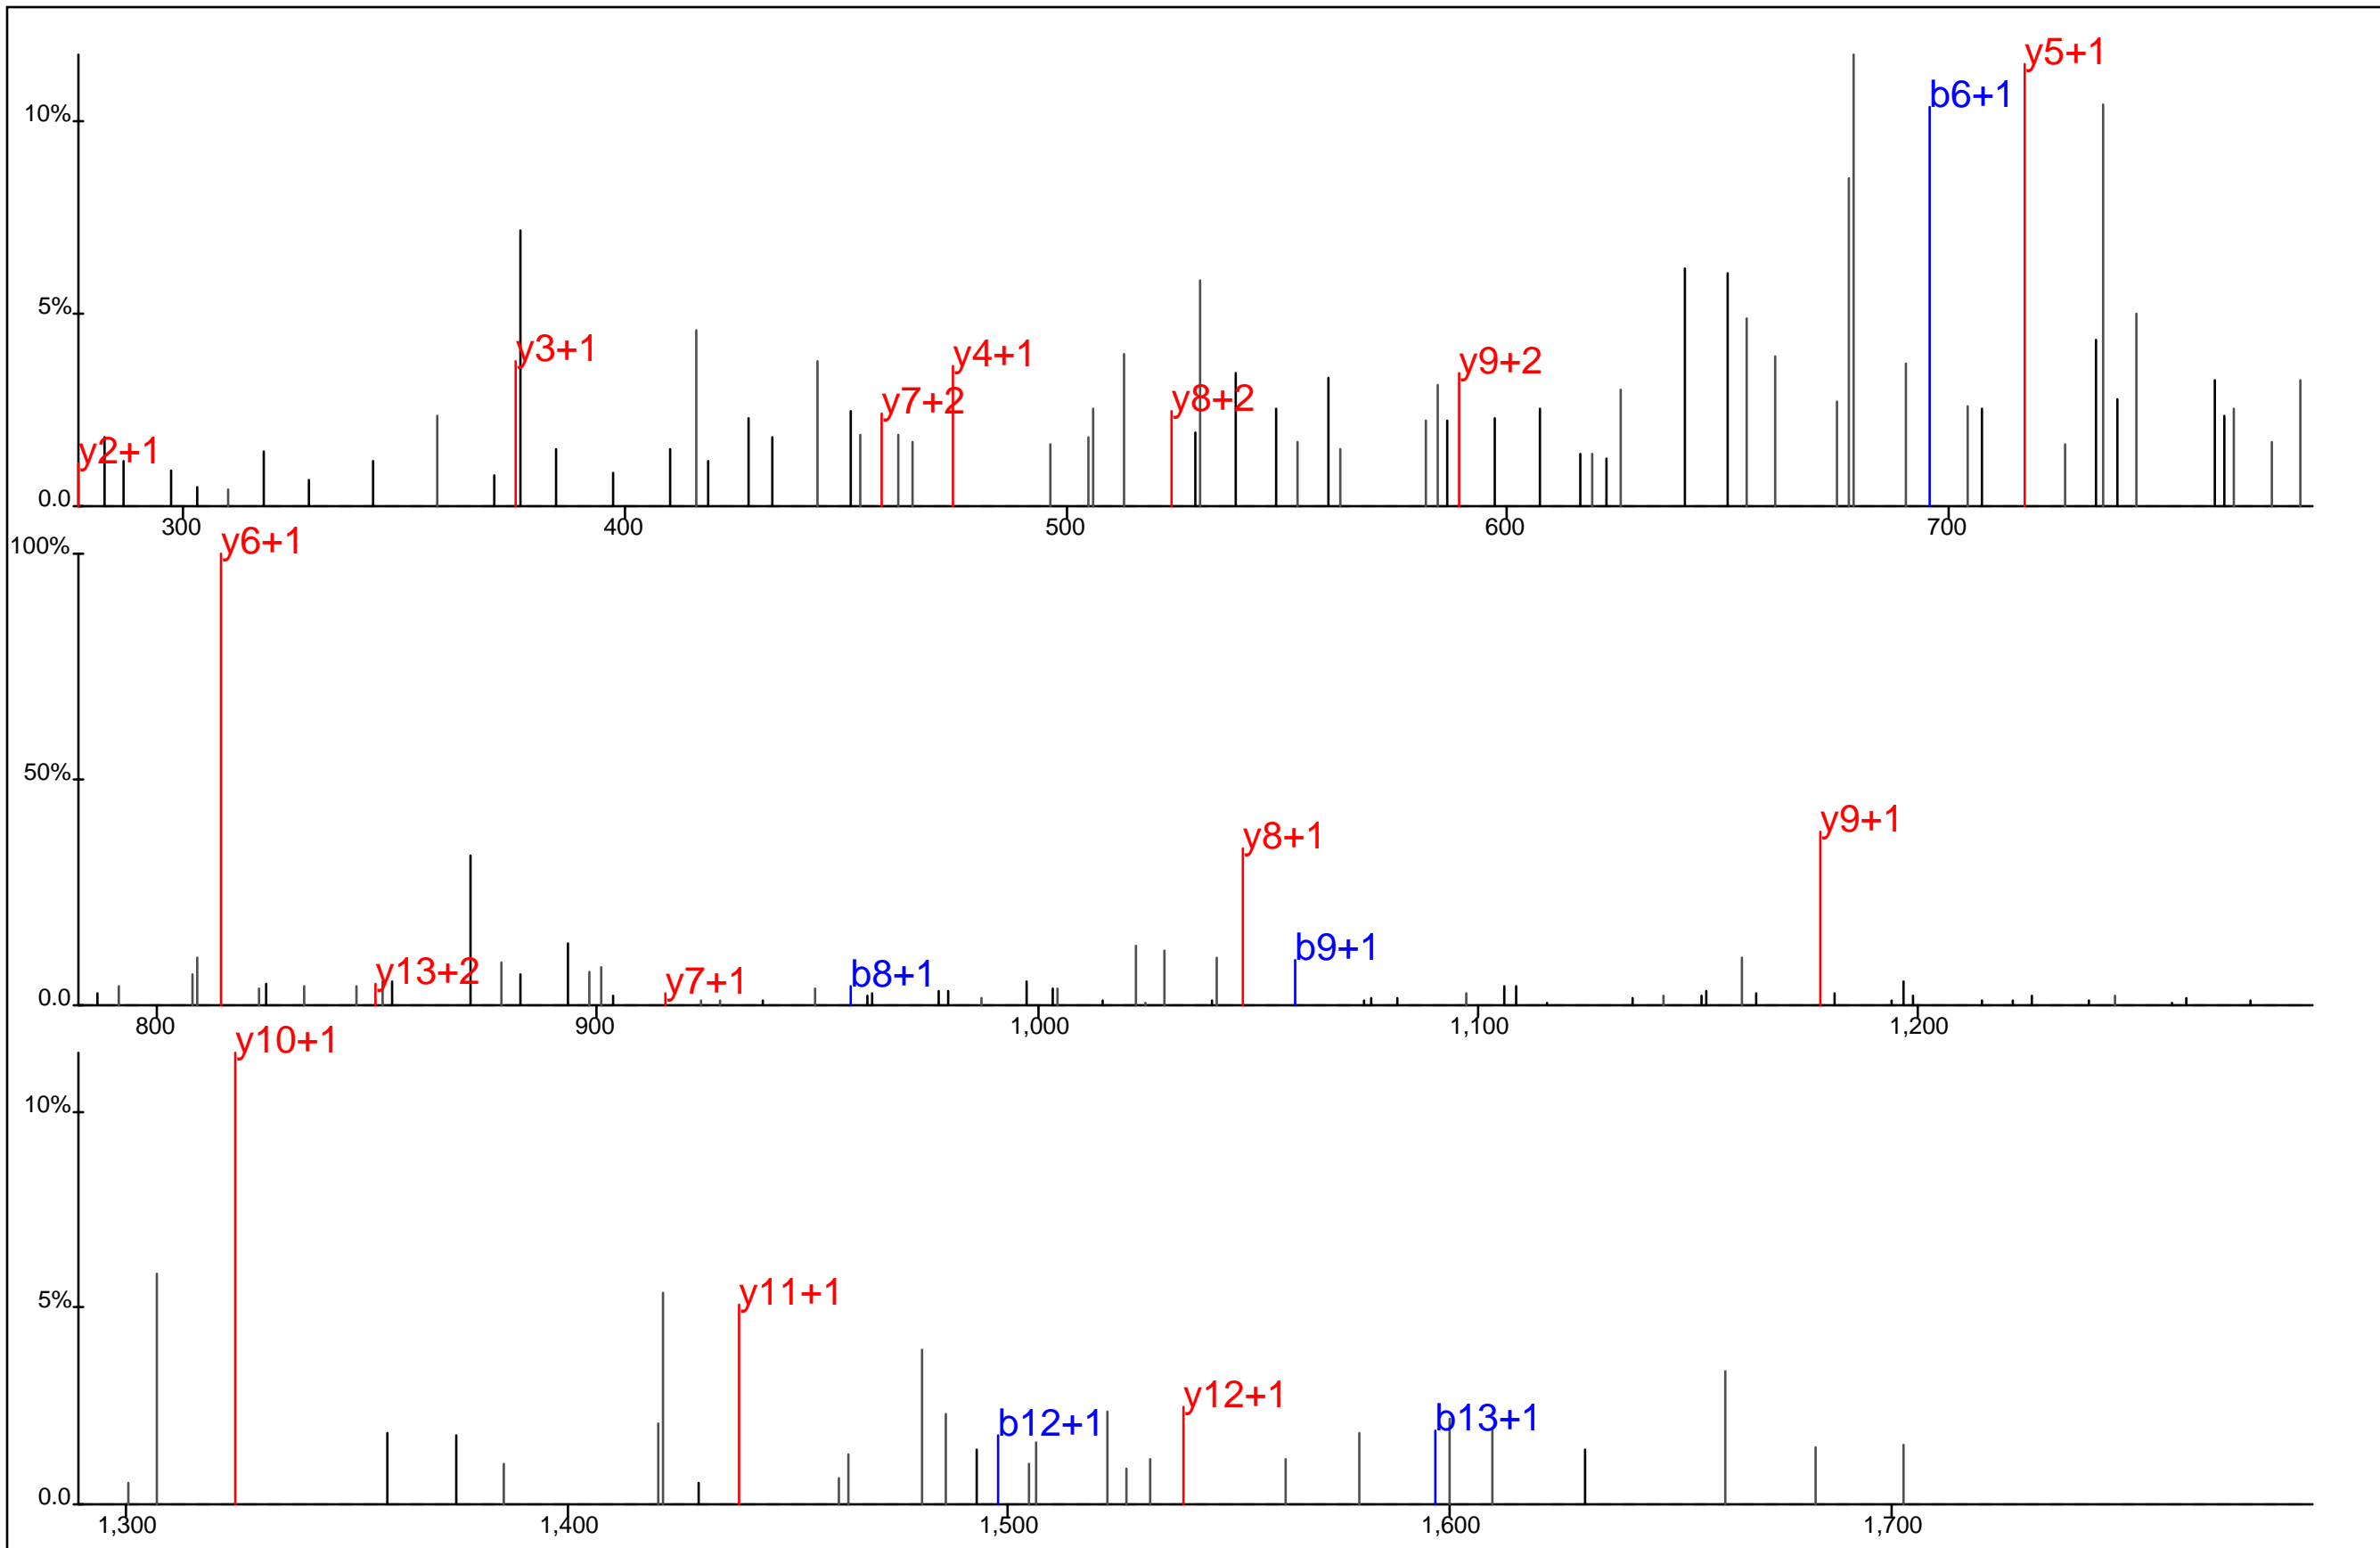 y5+1
b6+1
10%
y3+1
y4+1
y9+2
5%
y7+2
y8+2
y2+1
0.0
300 400 500 600 700
y6+1
100%
y9+1
y8+1
50%
b9+1
y13+2
y7+1
b8+1
0.0
800 900 1,000 1,100 1,200
y10+1
10%
y11+1
5%
y12+1
b12+1
b13+1
0.0
1,300 1,400 1,500 1,600 1,700